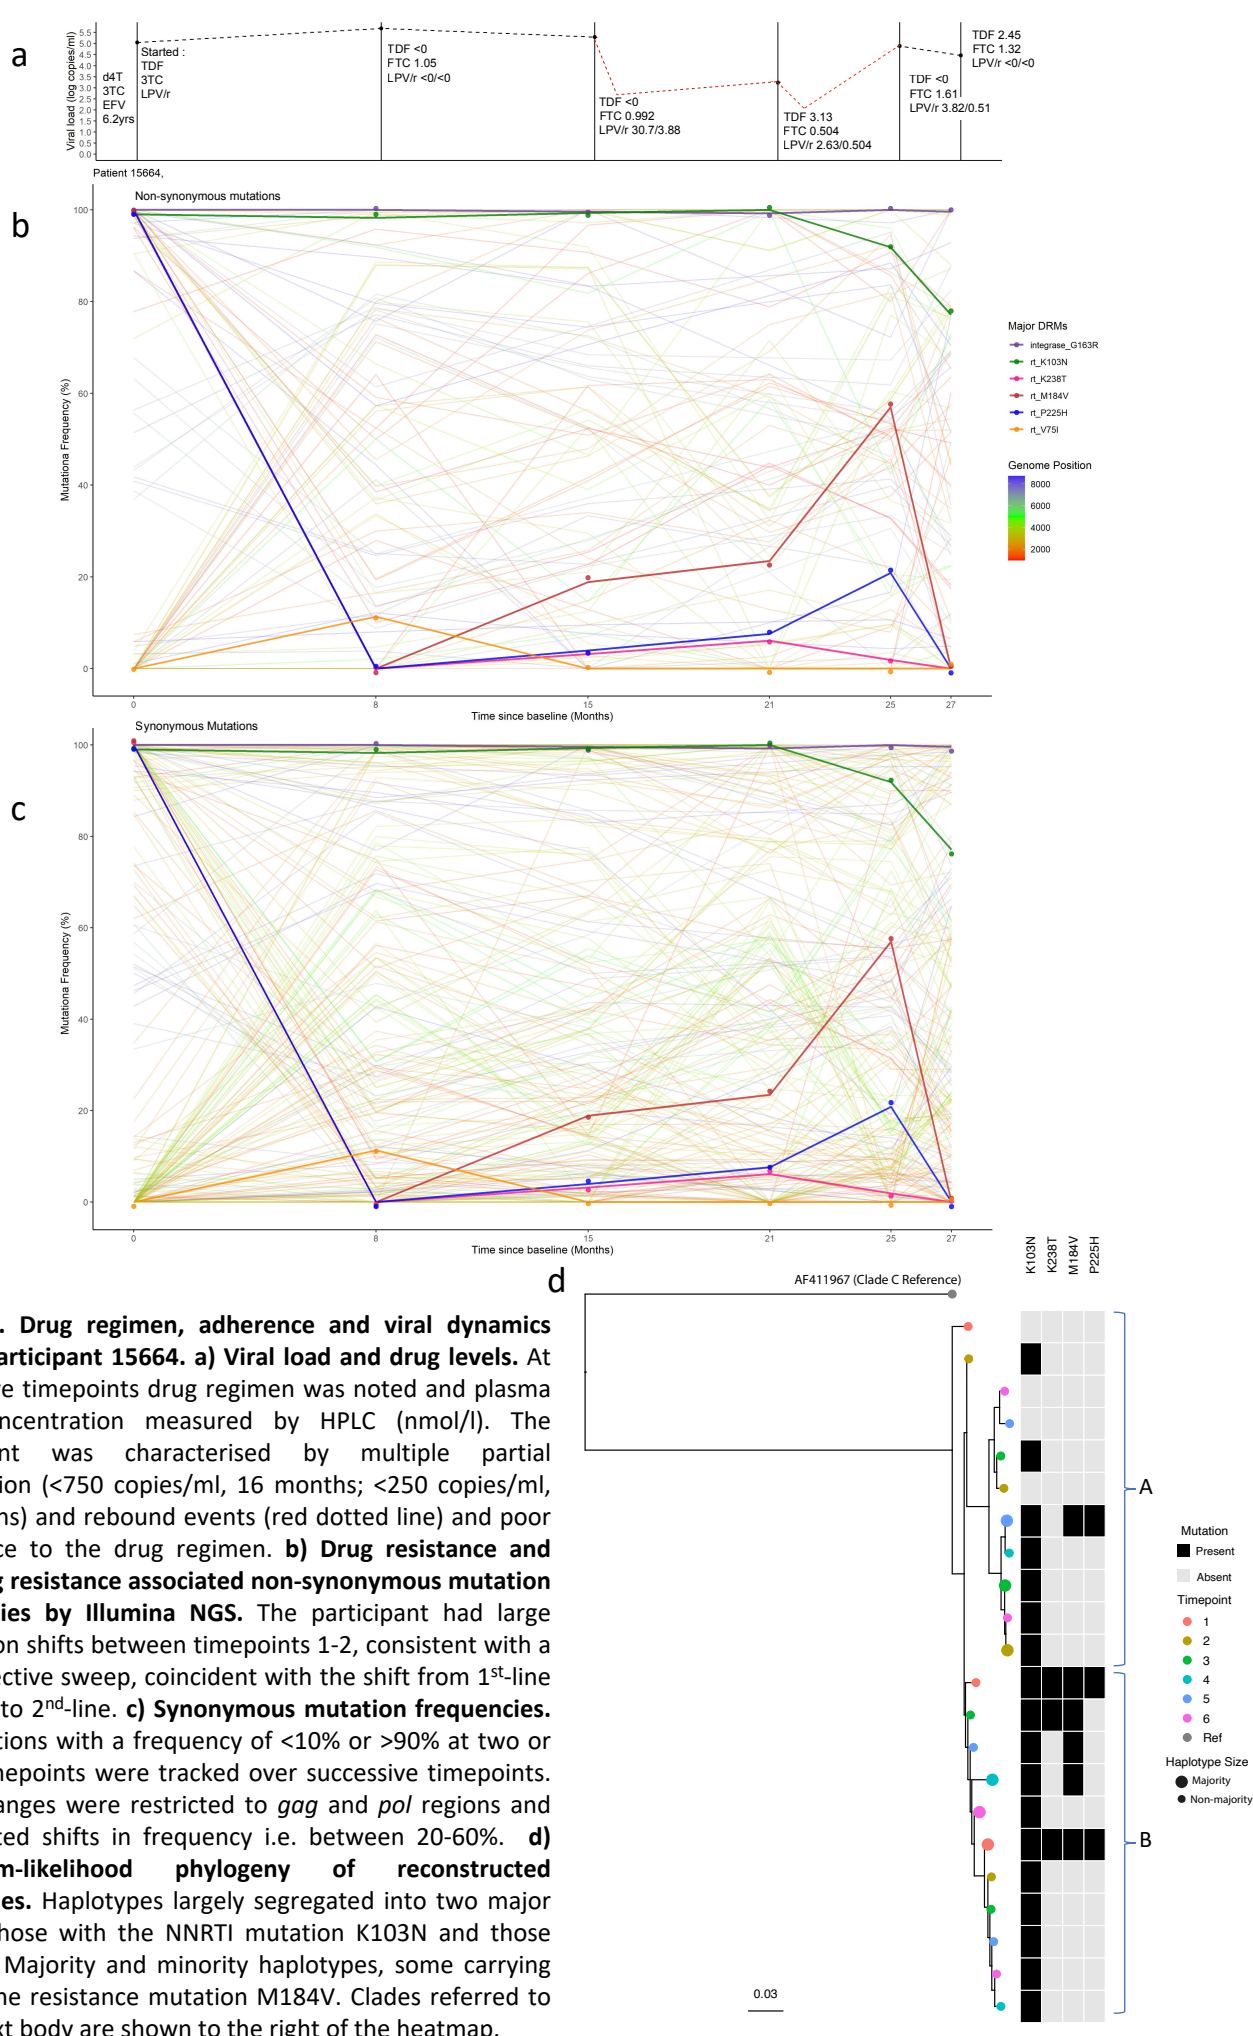 a
Viral load (log copies/ml)
5.5
5.0
4.5
4.0
3.5
3.0
2.5
2.0
1.5
1.0
0.5
0.0
d4T
3TC
EFV
6.2yrs
Started :
TDF
3TC
LPV/r
TDF <0
FTC 1.05
LPV/r <0/<0
TDF <0
FTC 0.992
LPV/r 30.7/3.88
TDF 3.13
FTC 0.504
LPV/r 2.63/0.504
TDF <0
FTC 1.61
LPV/r 3.82/0.51
TDF 2.45
FTC 1.32
LPV/r <0/<0
Patient 15664,
b
Non-synonymous mutations
Mutationa Frequency (%)
100
80
60
40
20
0
0 8 15 21 25 27
Time since baseline (Months)
Major DRMs
integrase_G163R
rt_K103N
rt_K238T
rt_M184V
rt_P225H
rt_V75I
Genome Position
8000
6000
4000
2000
c
Synonymous Mutations
Mutationa Frequency (%)
100
80
60
40
20
0
0 8 15 21 25 27
Time since baseline (Months)
d
AF411967 (Clade C Reference)
K103N
K238T
M184V
P225H
A
B
0.03
Mutation
Present
Absent
Timepoint
1
2
3
4
5
6
Ref
Haplotype Size
Majority
Non-majority
. Drug regimen, adherence and viral dynamics
articipant 15664. a) Viral load and drug levels. At
re timepoints drug regimen was noted and plasma
ncentration measured by HPLC (nmol/l). The
nt was characterised by multiple partial
ion (<750 copies/ml, 16 months; <250 copies/ml,
ns) and rebound events (red dotted line) and poor
ce to the drug regimen. b) Drug resistance and
g resistance associated non-synonymous mutation
ies by Illumina NGS. The participant had large
on shifts between timepoints 1-2, consistent with a
ective sweep, coincident with the shift from 1st-line
to 2nd-line. c) Synonymous mutation frequencies.
tions with a frequency of <10% or >90% at two or
mepoints were tracked over successive timepoints.
anges were restricted to gag and pol regions and
ted shifts in frequency i.e. between 20-60%. d)
m-likelihood phylogeny of reconstructed
es. Haplotypes largely segregated into two major
hose with the NNRTI mutation K103N and those
Majority and minority haplotypes, some carrying
ne resistance mutation M184V. Clades referred to
xt body are shown to the right of the heatmap.